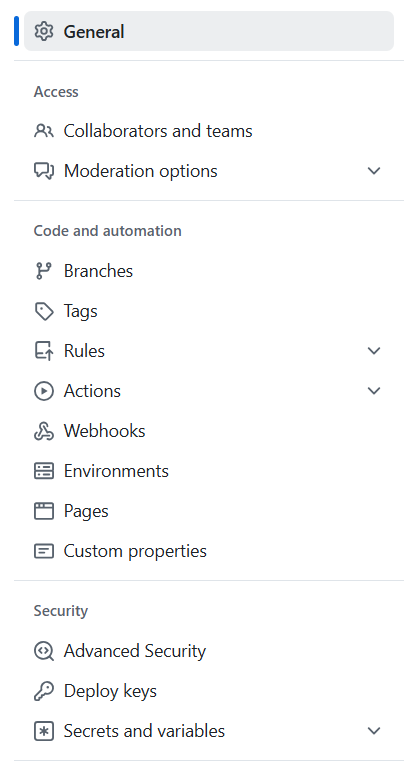 General
Access
Collaborators and teams
Moderation options
Code and automation
Branches
Tags
Rules
Actions
Webhooks
Environments
Pages
Custom properties
Security
Advanced Security
Deploy keys
Secrets and variables